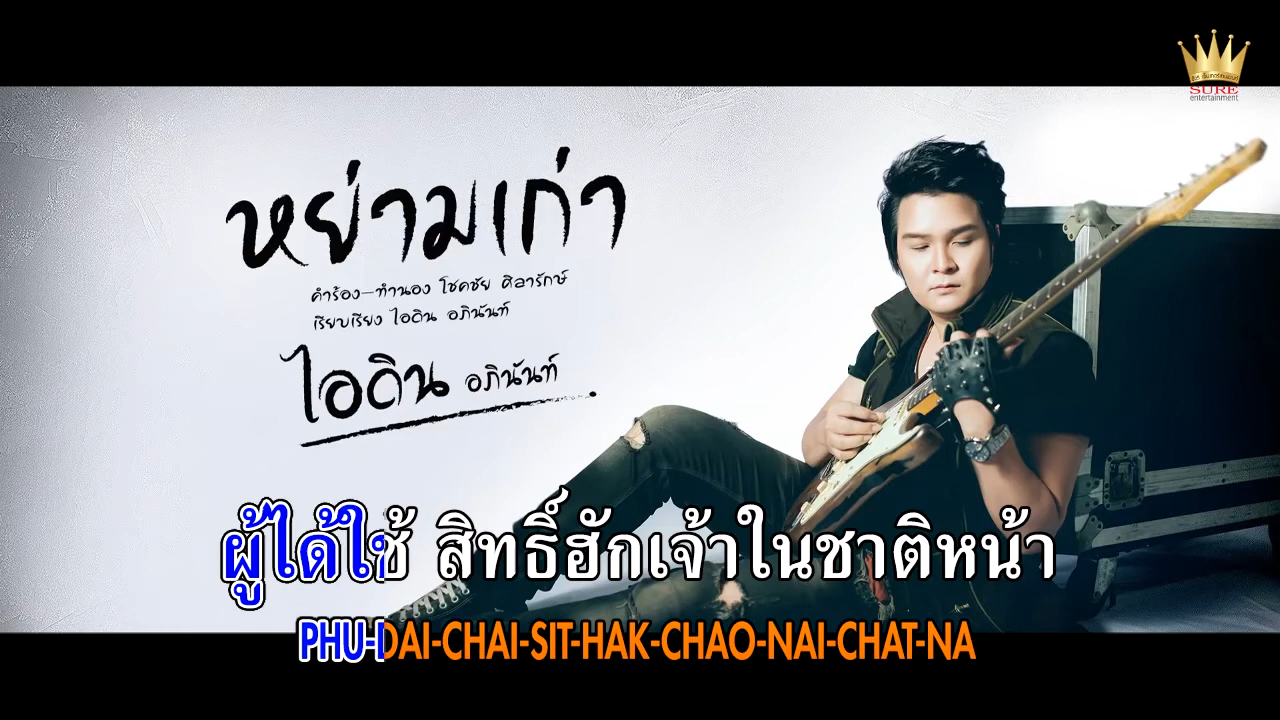 SURE
entertainment
หย่ามเก่า
คำร้อง-ทำนอง โชคชัย ศิลารักษ์
เรียบเรียง ไอดิน อภินันท์
ไอดิน อภินันท์
ผู้ได้ใช้ สิทธิ์ฮักเจ้าในชาติหน้า
PHU-DAI-CHAI-SIT-HAK-CHAO-NAI-CHAT-NA